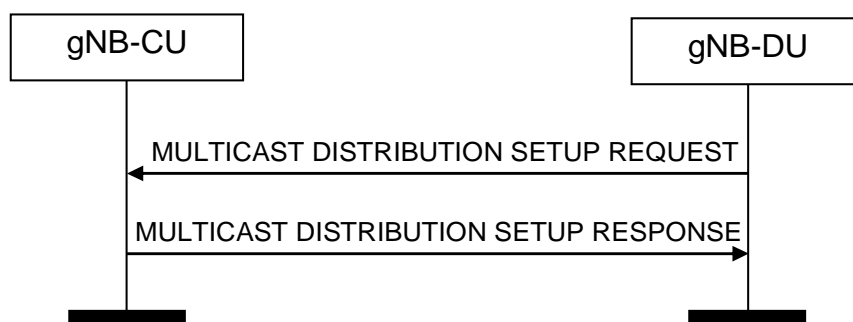 gNB-CU
gNB-DU
MULTICAST DISTRIBUTION SETUP REQUEST
MULTICAST DISTRIBUTION SETUP RESPONSE